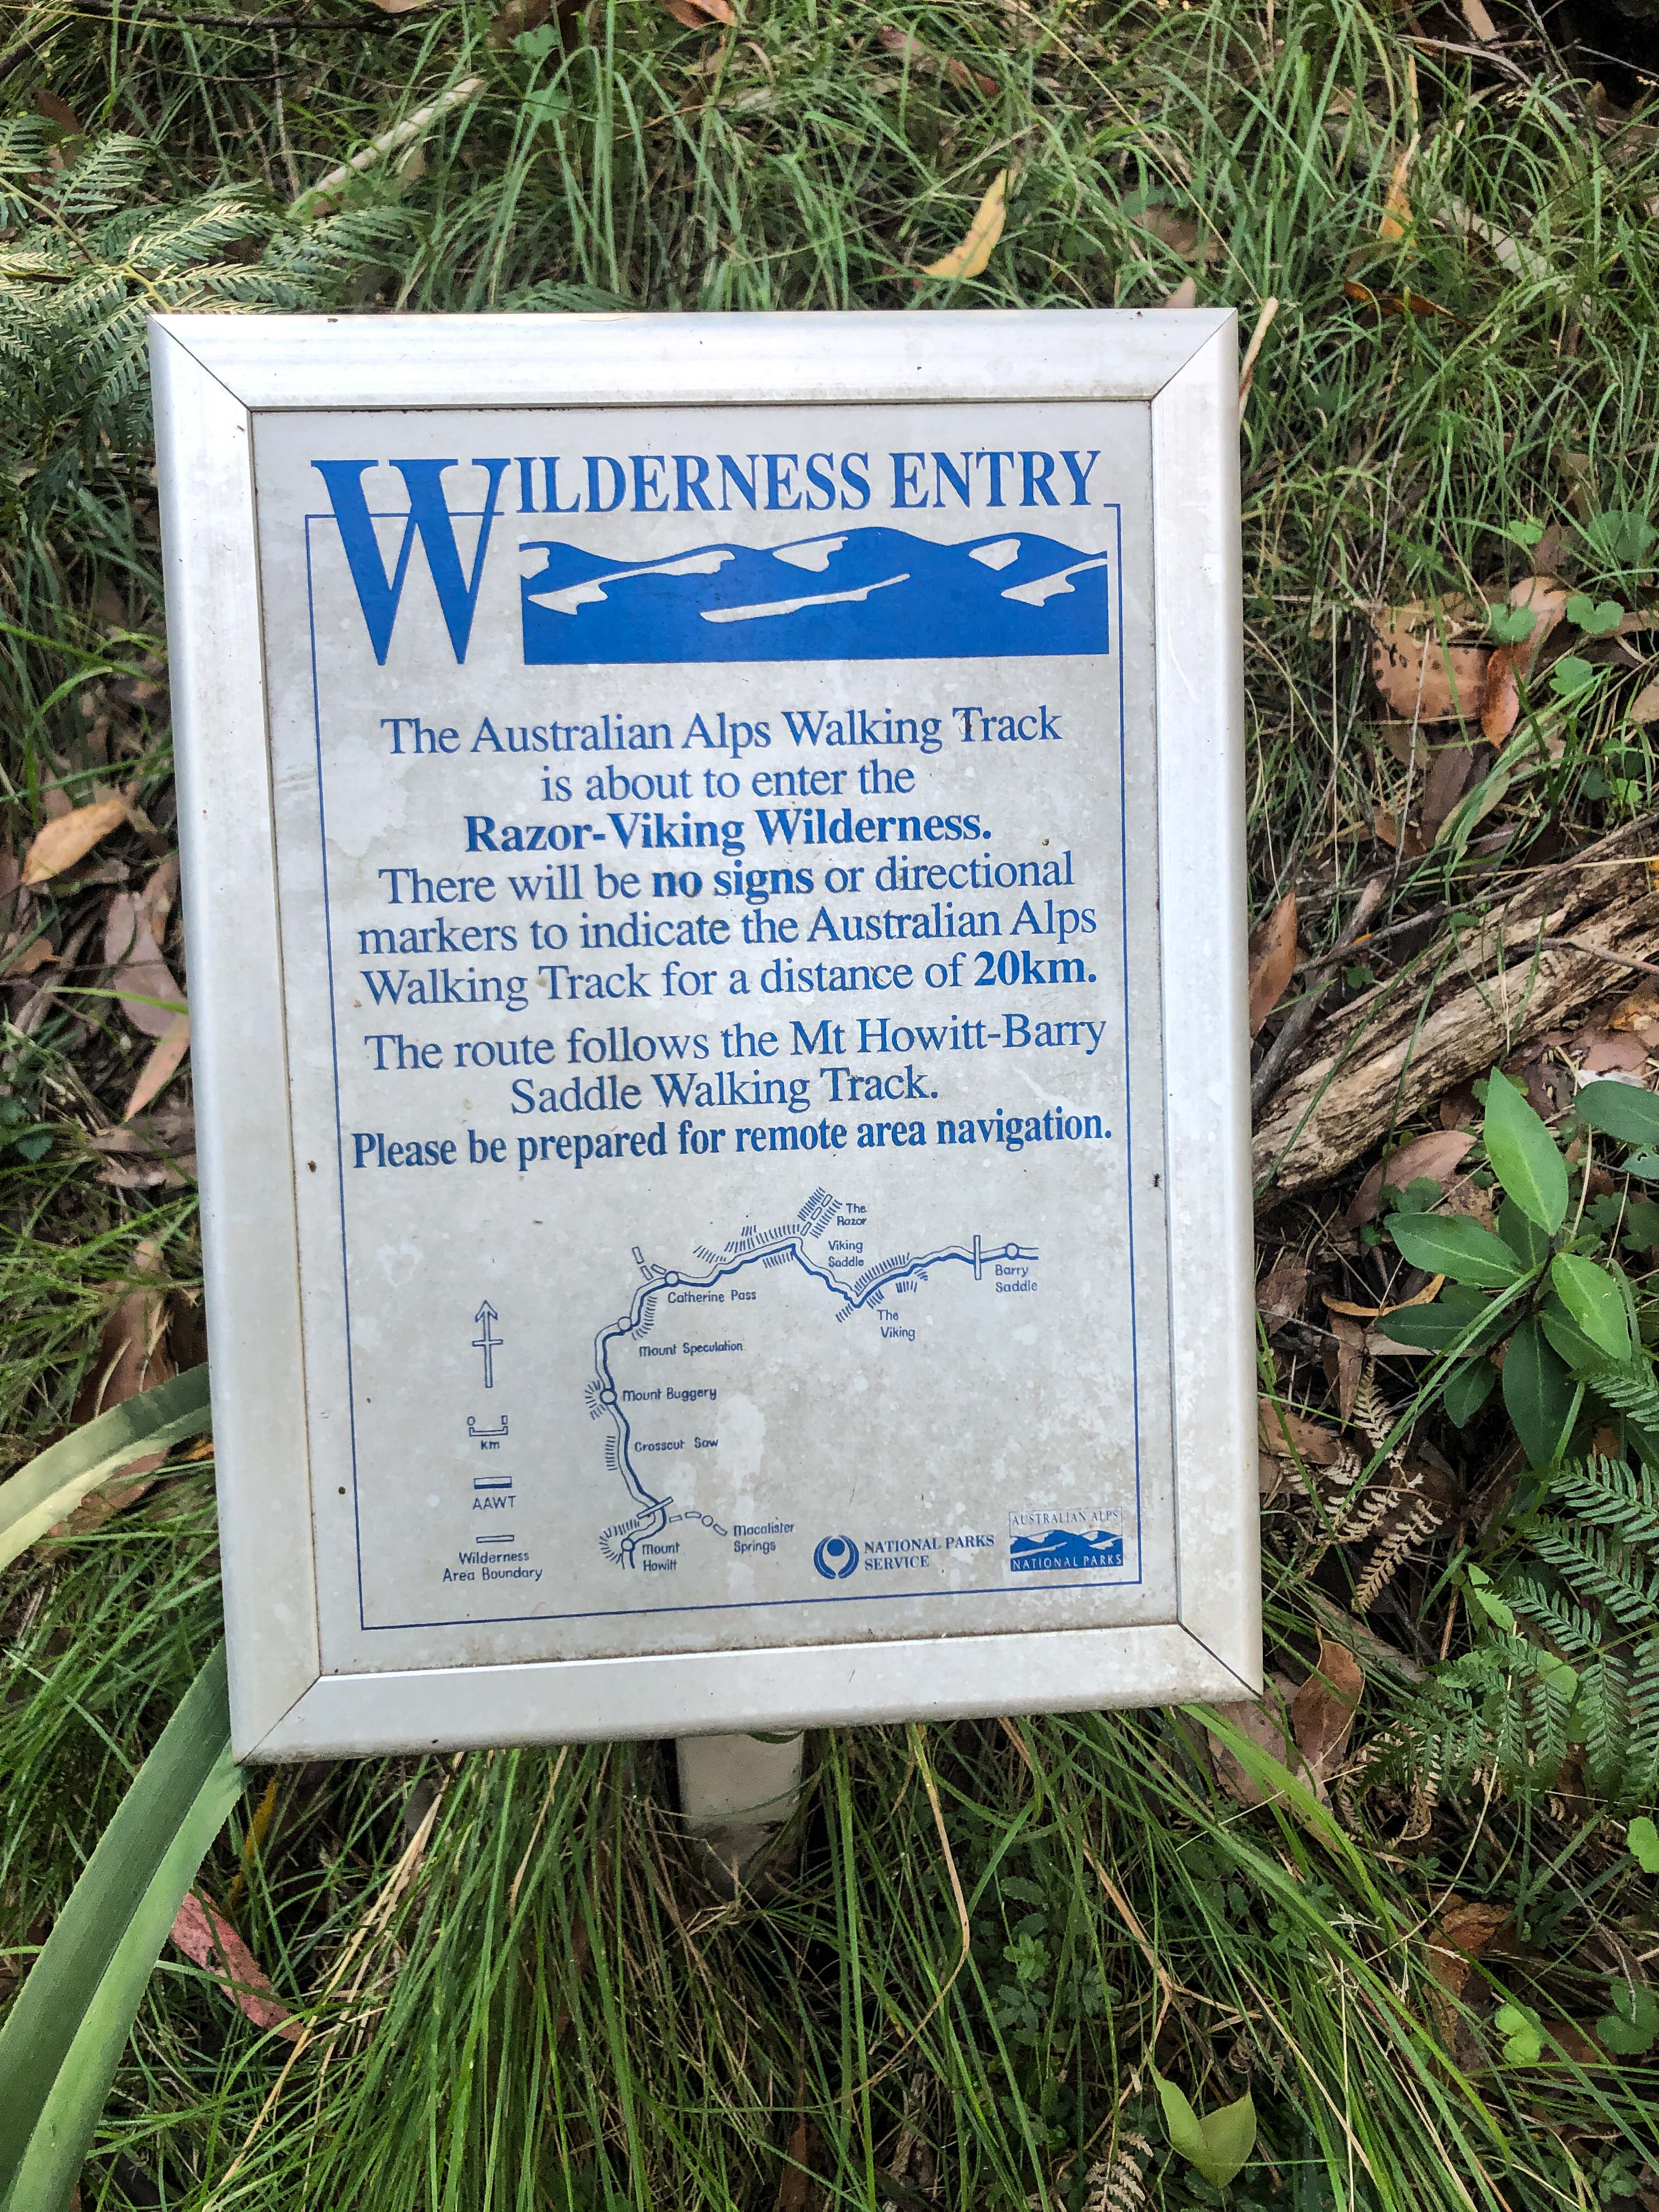 WILDERNESS ENTRY
The Australian Alps Walking Track
is about to enter the
Razor-Viking Wilderness.
There will be no signs or directional
markers to indicate the Australian Alps
Walking Track for a distance of 20km.
The route follows the Mt Howitt-Barry
Saddle Walking Track.
Please be prepared for remote area navigation.
The
Razor
Viking
Saddle
Barry
Saddle
Catherine Pass
The
Viking
Mount Speculation
Mount Buggery
Crosscut Saw
km
AAWT
Wilderness
Area Boundary
Mount
Howitt
Macalister
Springs
NATIONAL PARKS
SERVICE
AUSTRALIAN ALPS
NATIONAL PARKS